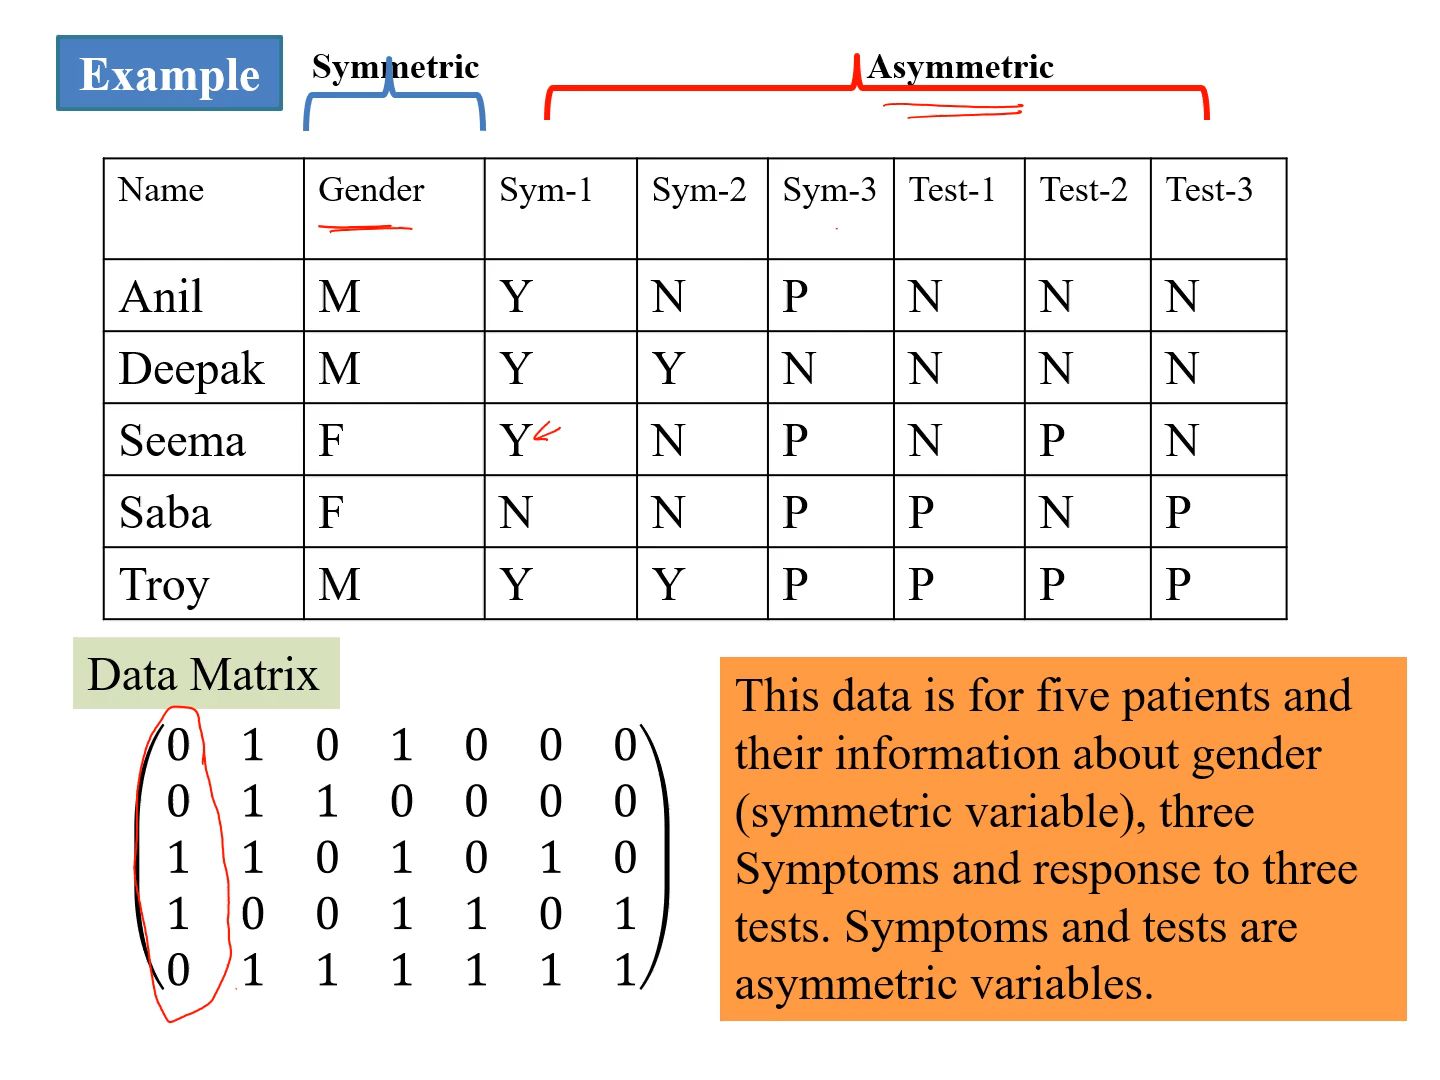 Example
Symmetric
Asymmetric
Name Gender Sym-1 Sym-2 Sym-3 Test-1 Test-2 Test-3
Anil M Y N P N N N
Deepak M Y Y N N N N
Seema F Y N P N P N
Saba F N N P P N P
Troy M Y Y P P P P
Data Matrix
0 1 0 1 0 0 0
0 1 1 0 0 0 0
1 1 0 1 0 1 0
1 0 0 1 1 0 1
0 1 1 1 1 1 1
This data is for five patients and
their information about gender
(symmetric variable), three
Symptoms and response to three
tests. Symptoms and tests are
asymmetric variables.